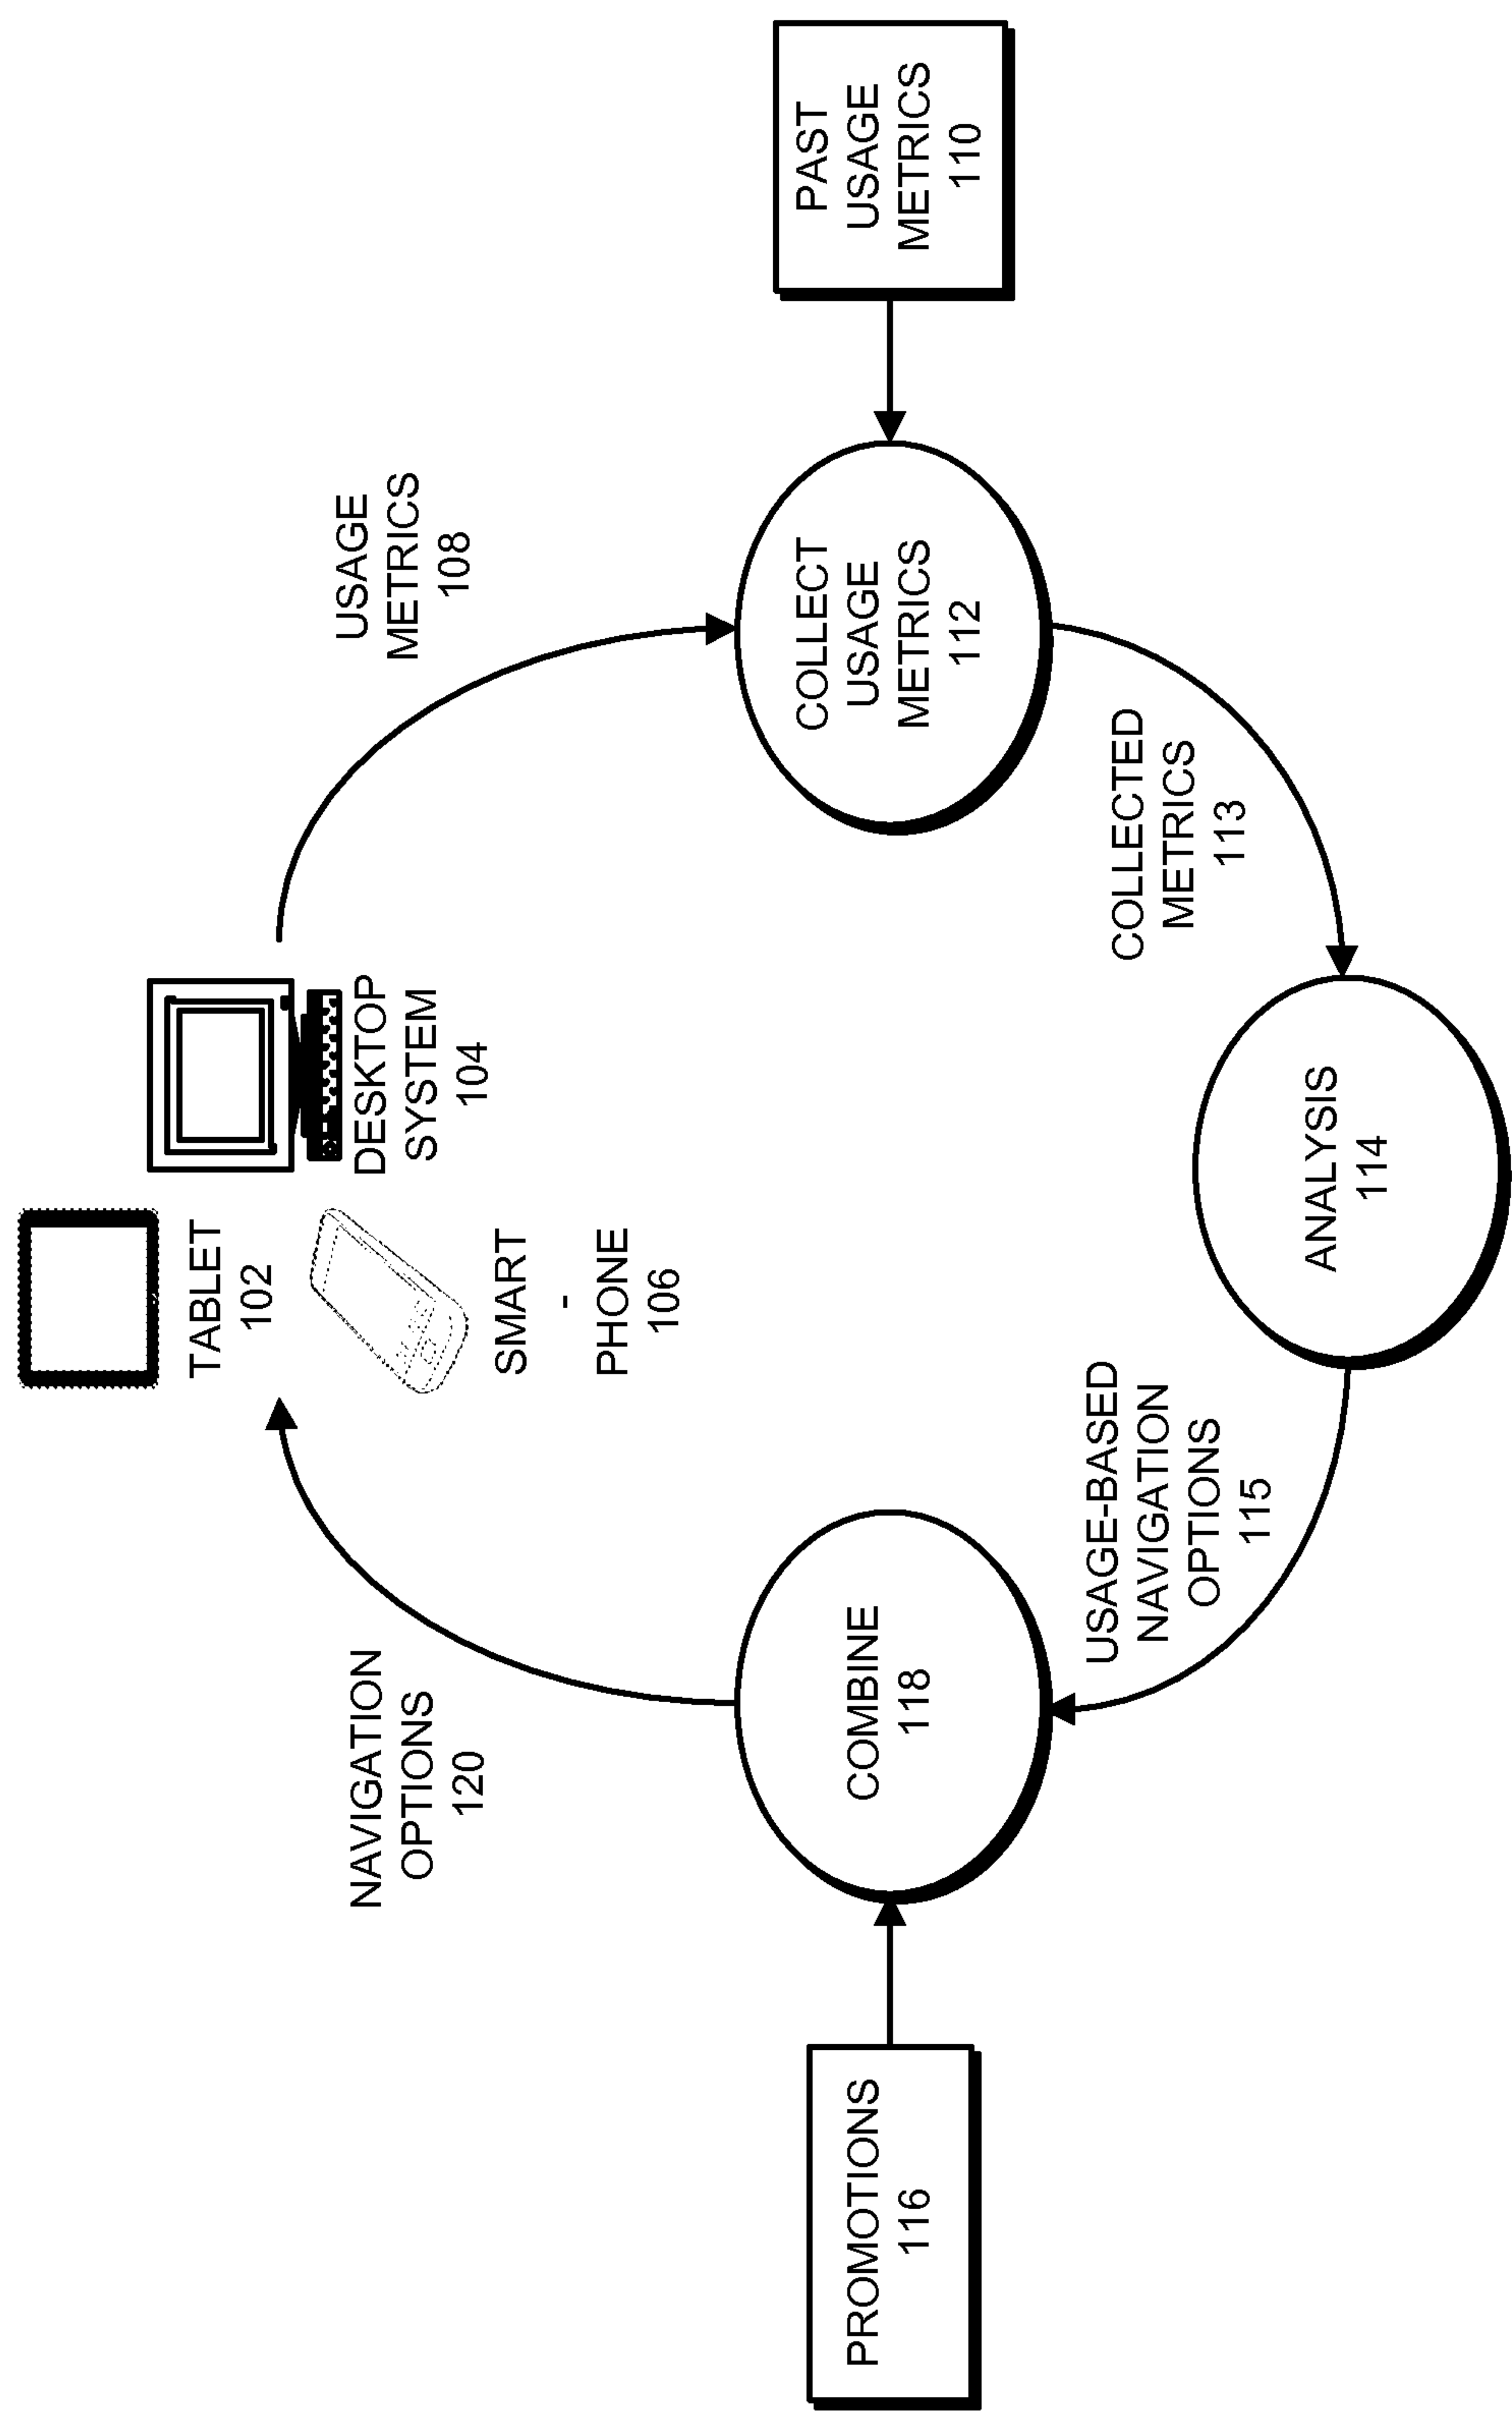 TABLET
102
DESKTOP
SYSTEM
104
SMART
-
PHONE
106
NAVIGATION
OPTIONS
120
USAGE
METRICS
108
PROMOTIONS
116
COMBINE
118
COLLECT
USAGE
METRICS
112
PAST
USAGE
METRICS
110
USAGE-BASED
NAVIGATION
OPTIONS
115
COLLECTED
METRICS
113
ANALYSIS
114